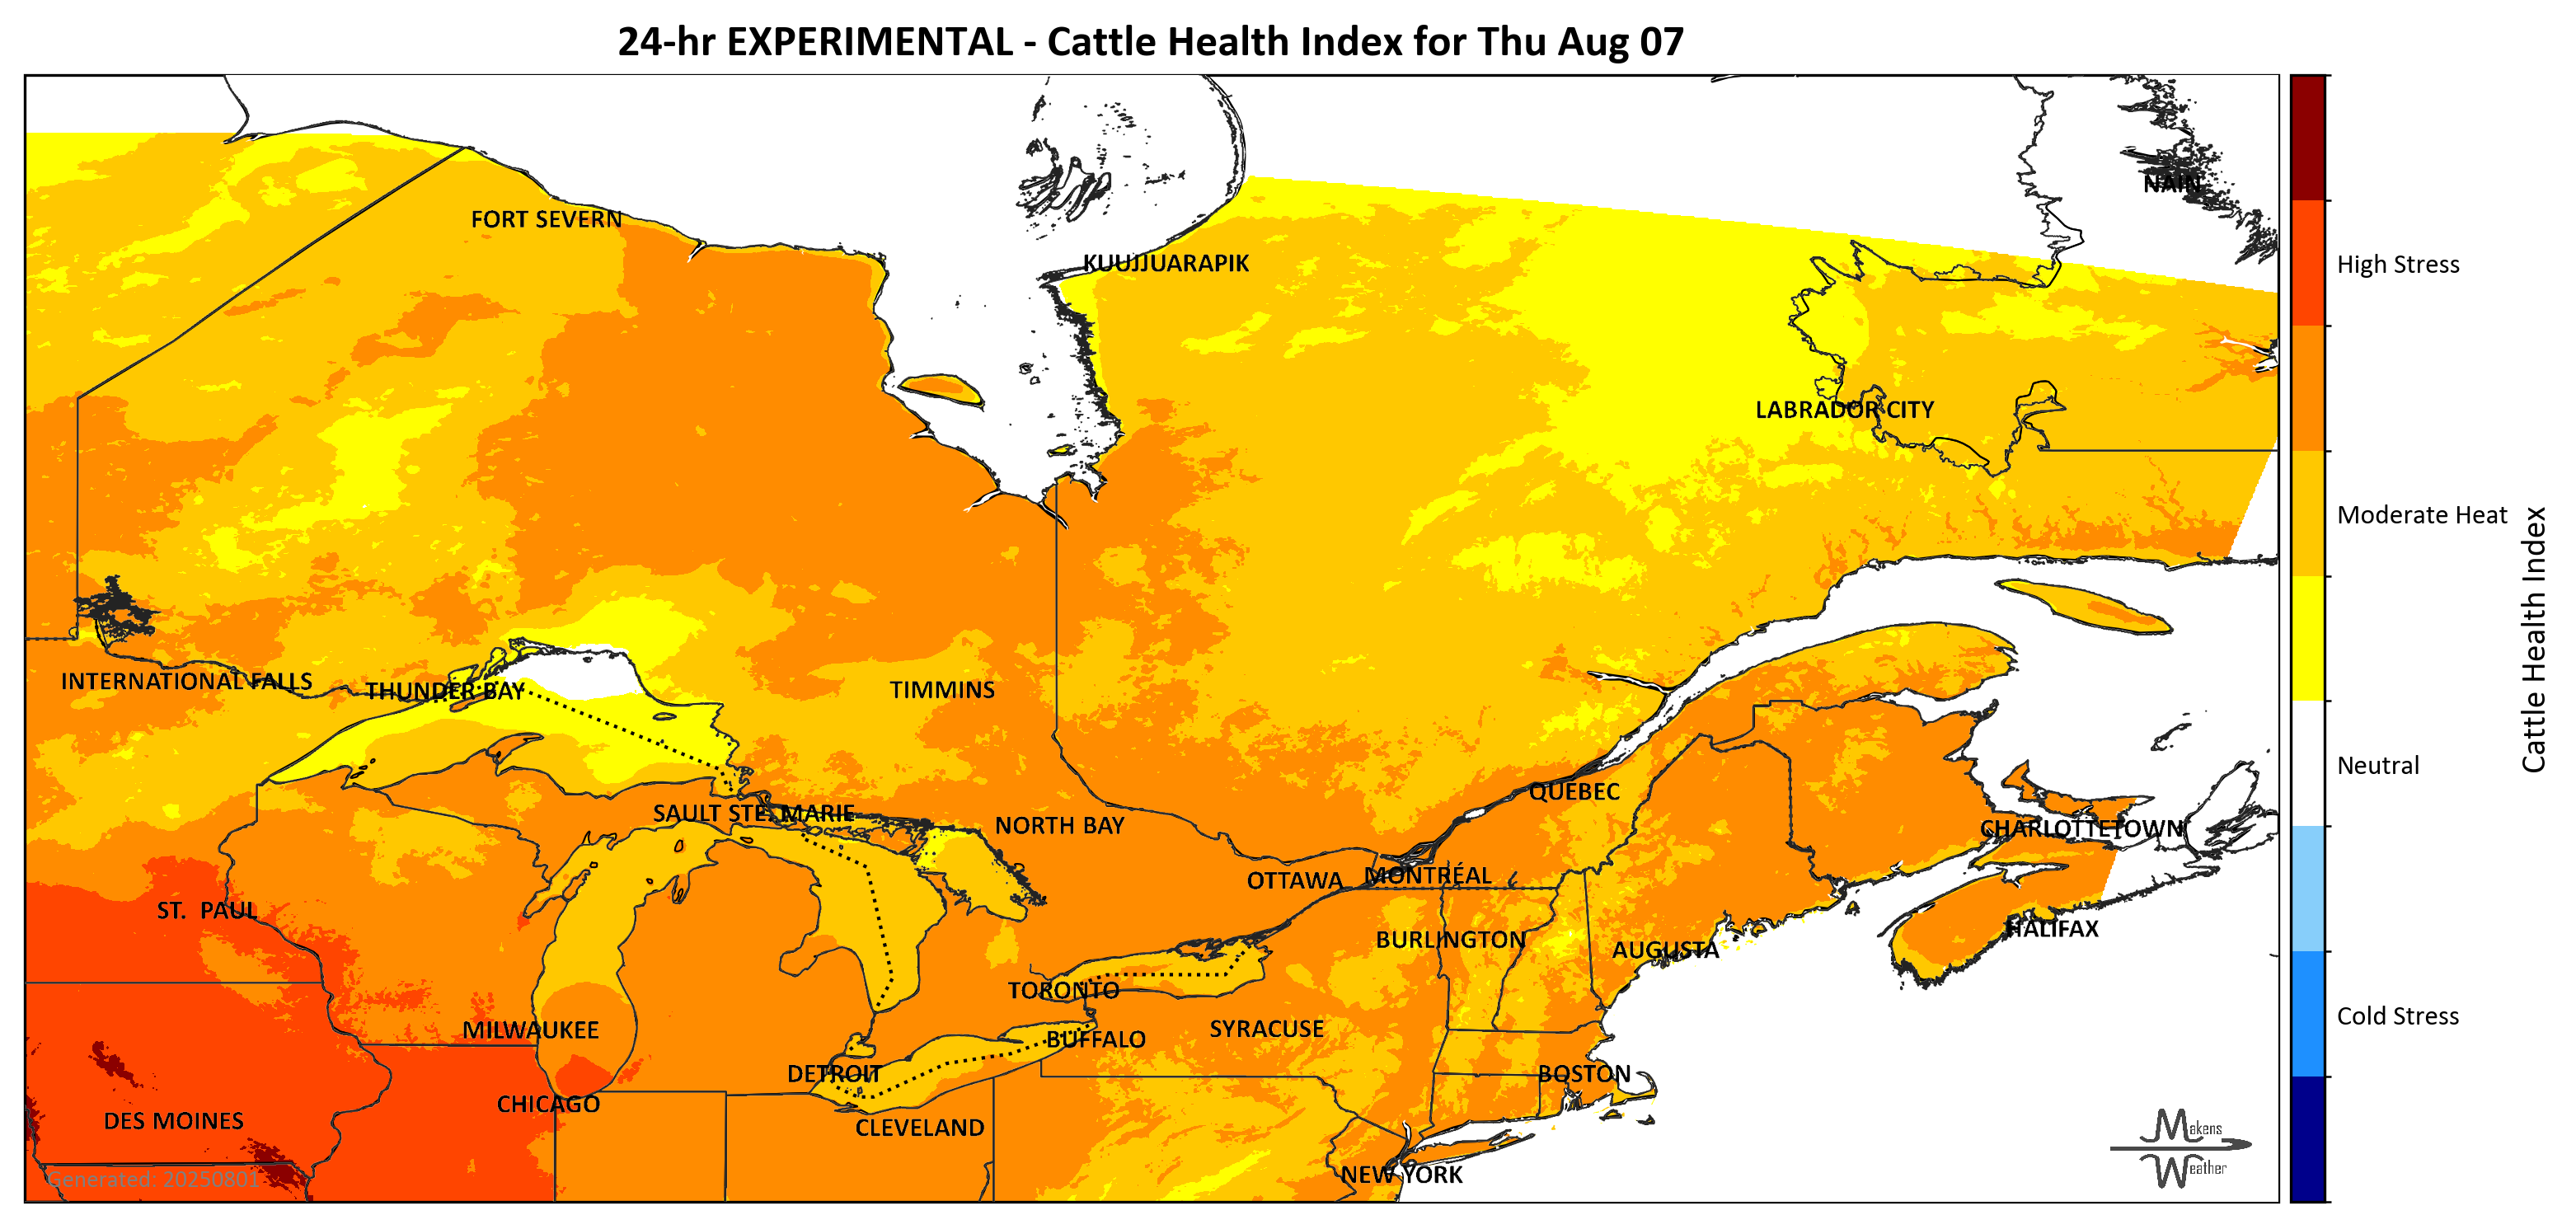 24-hr EXPERIMENTAL - Cattle Health Index for Thu Aug 07
NAIN
FORT SEVERN
KUUJJUARAPIK
High Stress
LABRADOR CITY
Moderate Heat
INTERNATIONAL FALLS
THUNDER BAY
TIMMINS
Cattle Health Index
Neutral
QUEBEC
SAULT STE. MARIE
NORTH BAY
CHARLOTTETOWN
OTTAWA
MONTRÉAL
ST. PAUL
HALIFAX
BURLINGTON
AUGUSTA
TORONTO
Cold Stress
MILWAUKEE
SYRACUSE
BUFFALO
DETROIT
BOSTON
CHICAGO
DES MOINES
CLEVELAND
Makens
Weather
NEW YORK
Generated: 20250801